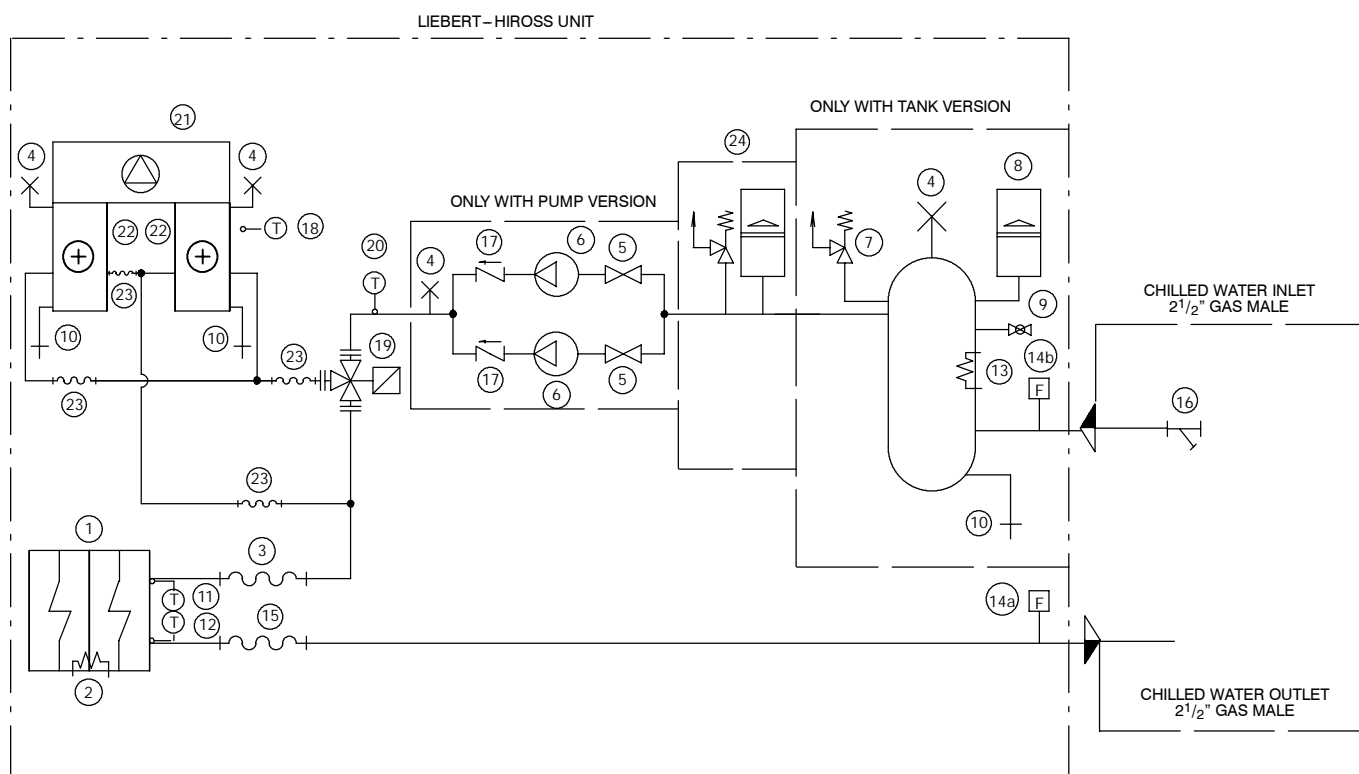 LIEBERT–HIROSS UNIT
ONLY WITH TANK VERSION
21
24
4
4
4
8
ONLY WITH PUMP VERSION
22
22
T
18
20
17
6
5
7
23
T
4
9
CHILLED WATER INLET
2 1/2" GAS MALE
10
10
23
19
14b
13
F
23
17
6
5
16
23
10
1
3
T
11
T
12
15
14a
F
2
CHILLED WATER OUTLET
2 1/2" GAS MALE